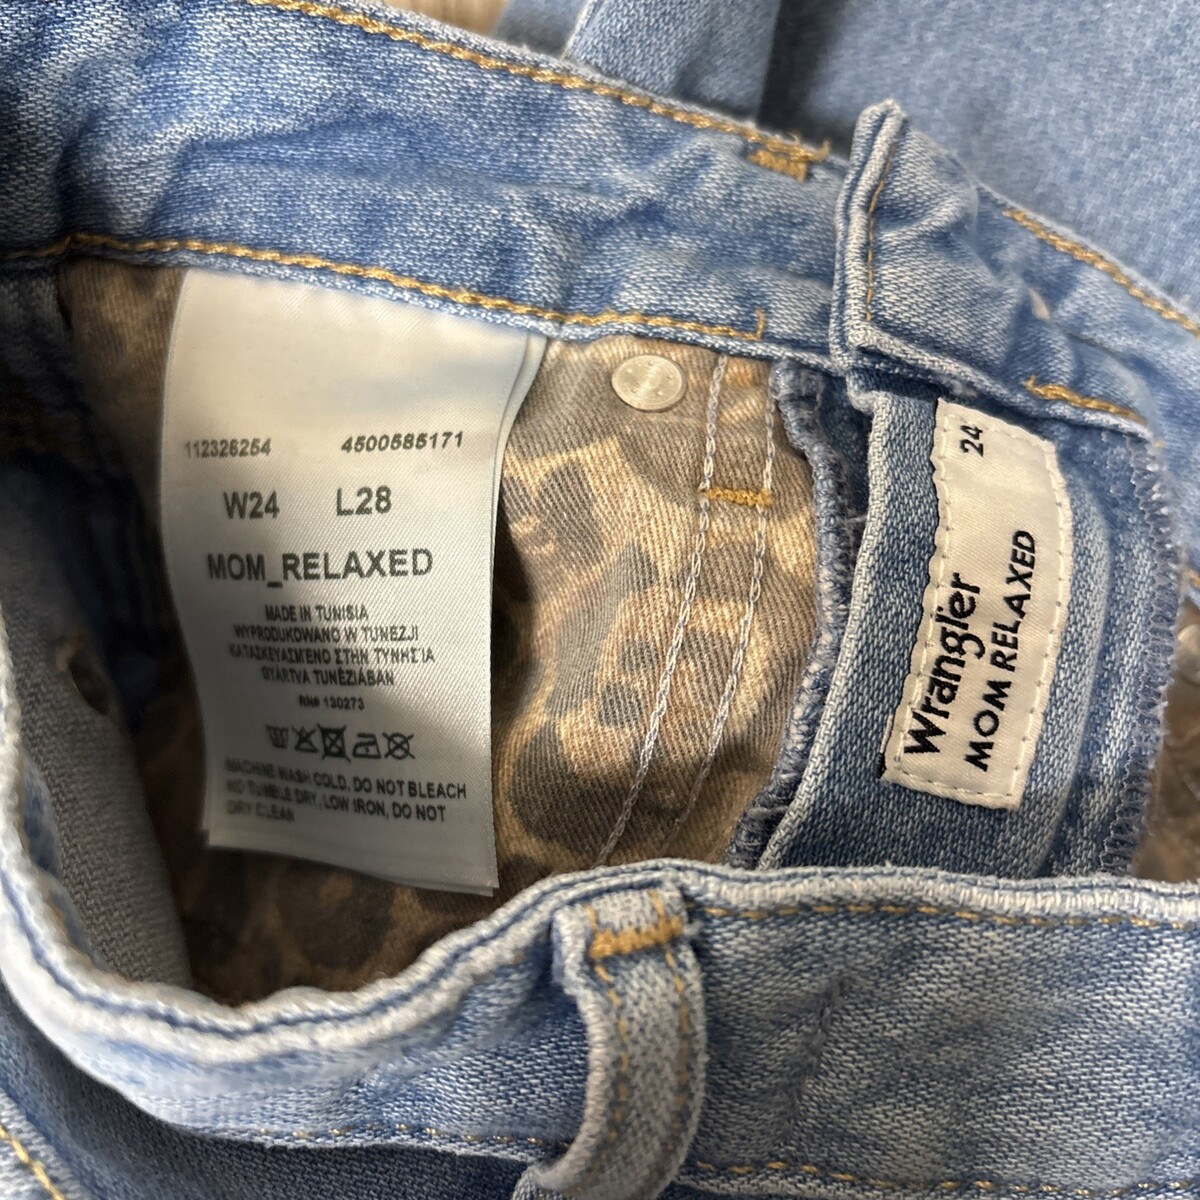 112326254 4500585171
W24 L28
MOM_RELAXED
MADE IN TUNISIA
WYPRODUKOWANO W TUNEZJI
ΚΑΤΑΣΚΕΥΑΣΜΕΝΟ ΣΤΗΝ ΤΥΝΗΣΙΑ
GYÁRTVA TUNÉZIÁBAN
RN# 130273
MACHINE WASH COLD, DO NOT BLEACH
NO TUMBLE DRY, LOW IRON, DO NOT
DRY CLEAN
24
Wrangler
MOM RELAXED